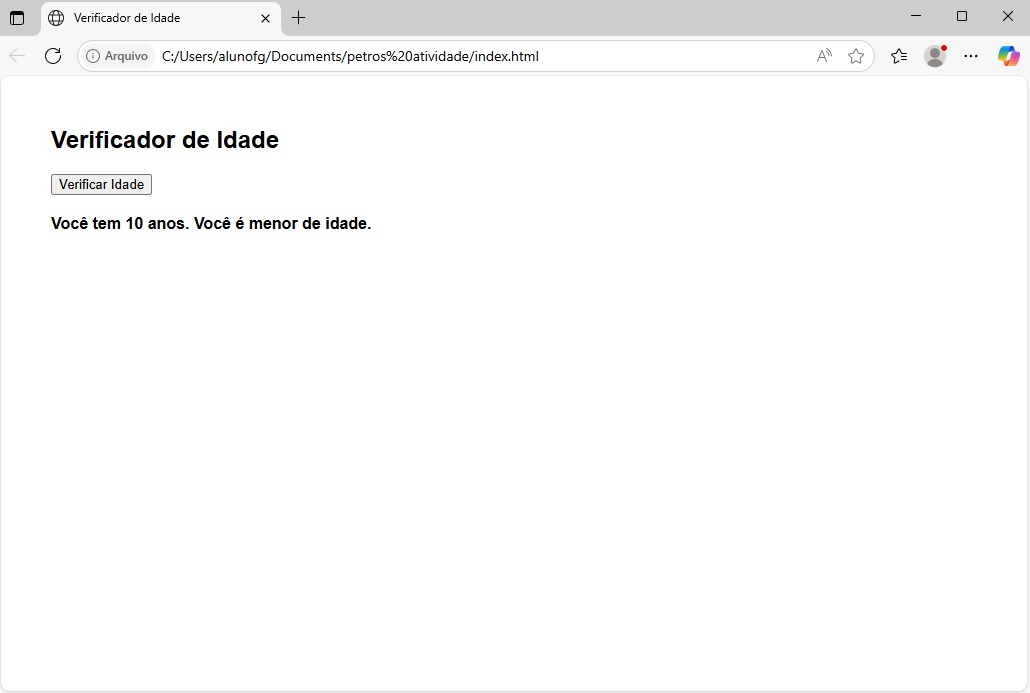 Verificador de Idade
Arquivo C:/Users/alunofg/Documents/petros%20atividade/index.html
Verificador de Idade
Verificar Idade
Você tem 10 anos. Você é menor de idade.